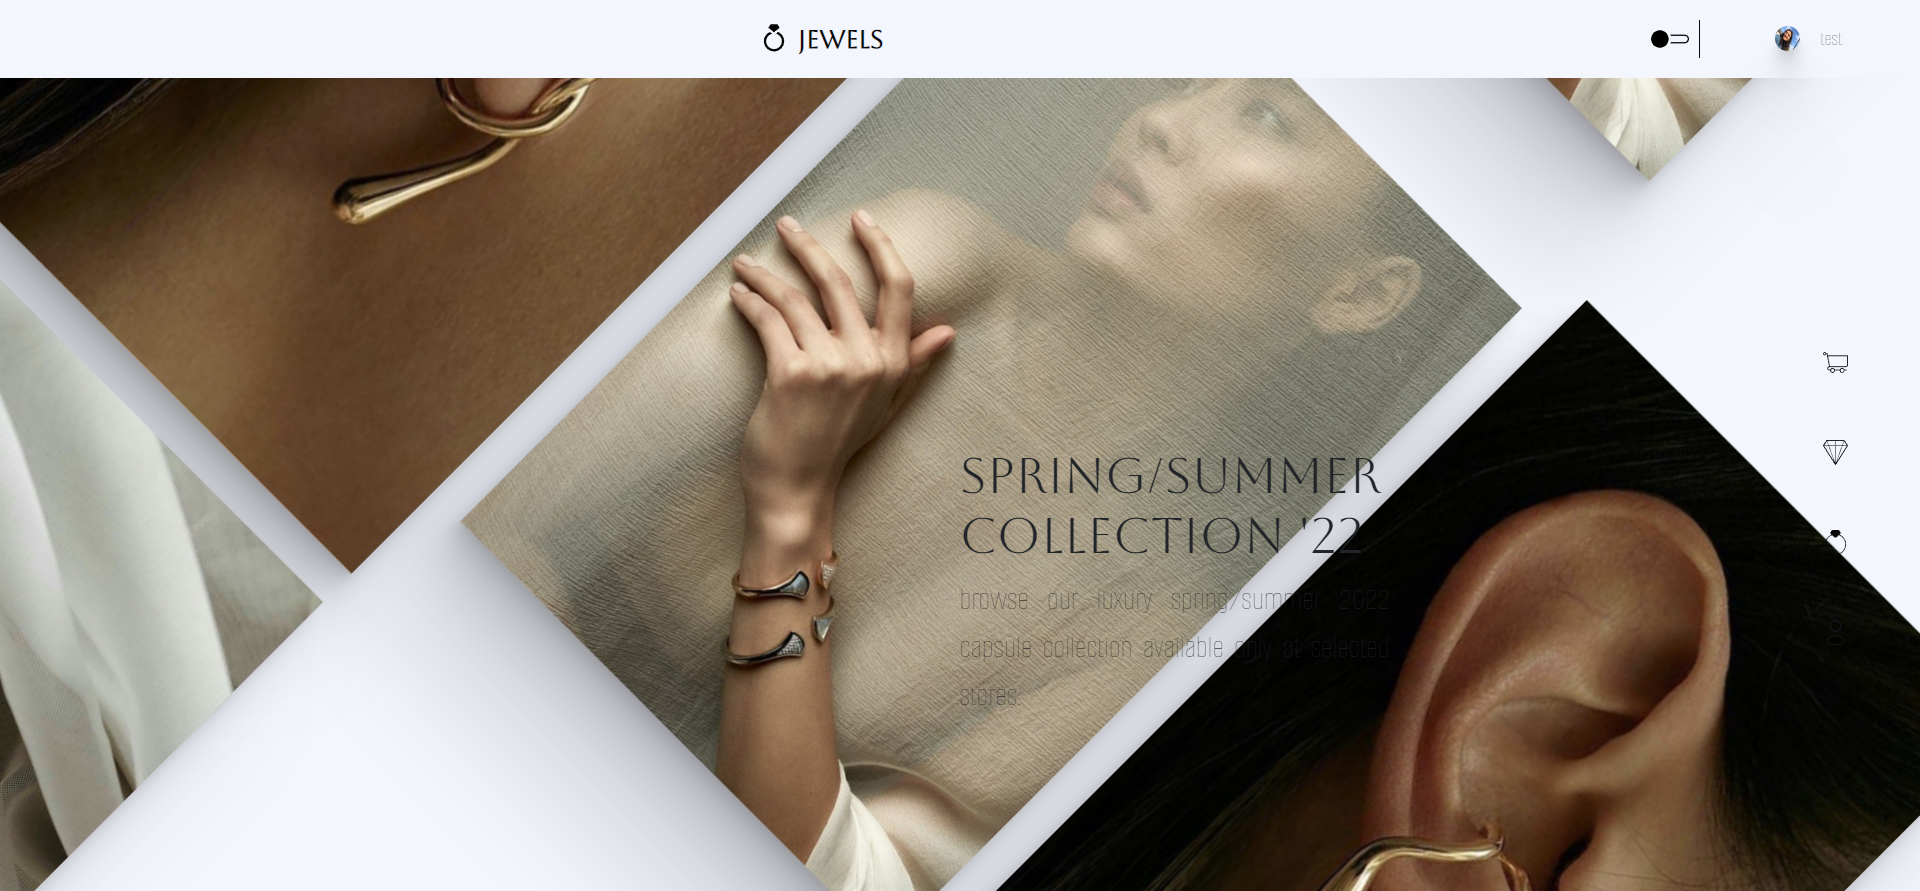 JEWELS
test
SPRING/SUMMER
COLLECTION '22
browse our luxury spring/summer 2022
capsule collection available only at selected
stores.